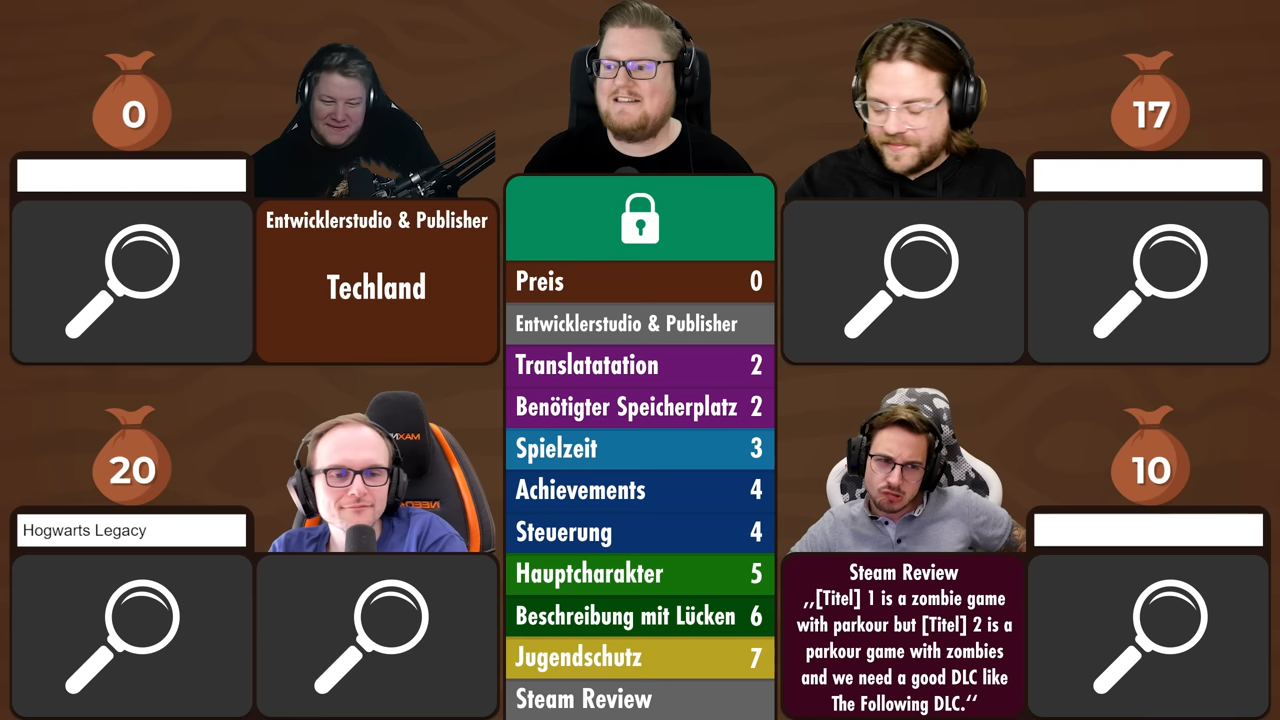 0
17
Entwicklerstudio & Publisher
Techland
Preis 0
Entwicklerstudio & Publisher
Translatatation 2
Benötigter Speicherplatz 2
Spielzeit 3
Achievements 4
Steuerung 4
Hauptcharakter 5
Beschreibung mit Lücken 6
Jugendschutz 7
Steam Review
20
Hogwarts Legacy
10
Steam Review
,,[Titel] 1 is a zombie game
with parkour but [Titel] 2 is a
parkour game with zombies
and we need a good DLC like
The Following DLC.‘‘